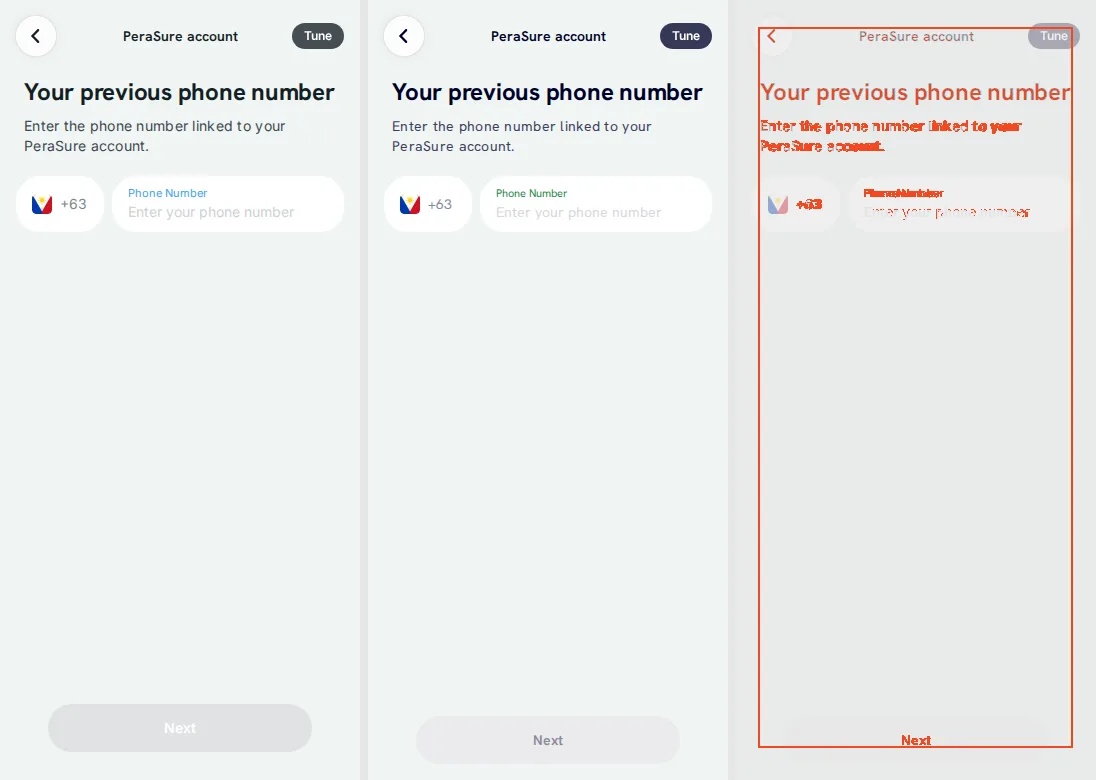 PeraSure account
Tune
Your previous phone number
Enter the phone number linked to your
PeraSure account.
+63
Phone Number
Enter your phone number
Next
PeraSure account
Tune
Your previous phone number
Enter the phone number linked to your
PeraSure account.
+63
Phone Number
Enter your phone number
Next
PeraSure account
Tune
Your previous phone number
Enter the phone number linked to your
PeraSure account.
+63
Phone Number
Enter your phone number
Next